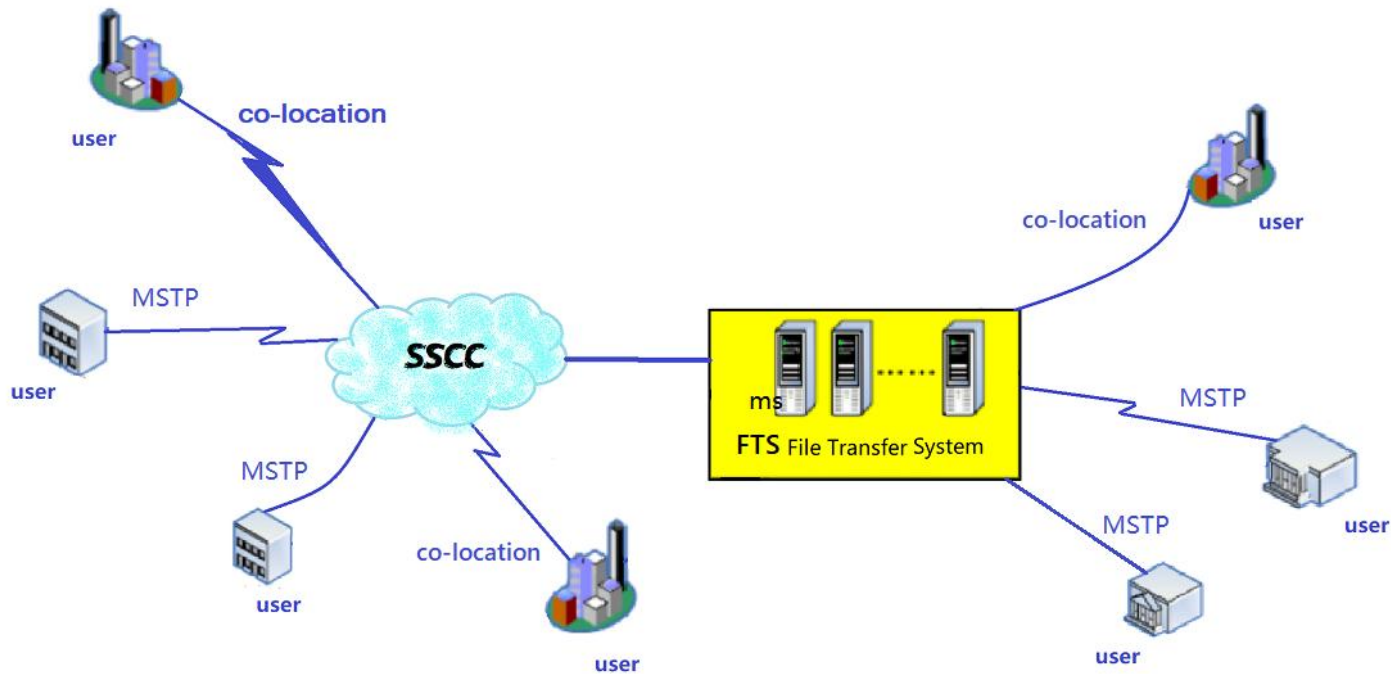 co-location
user
co-location
user
MSTP
user
SSCC
ms
FTS File Transfer System
MSTP
user
MSTP
user
co-location
user
MSTP
user